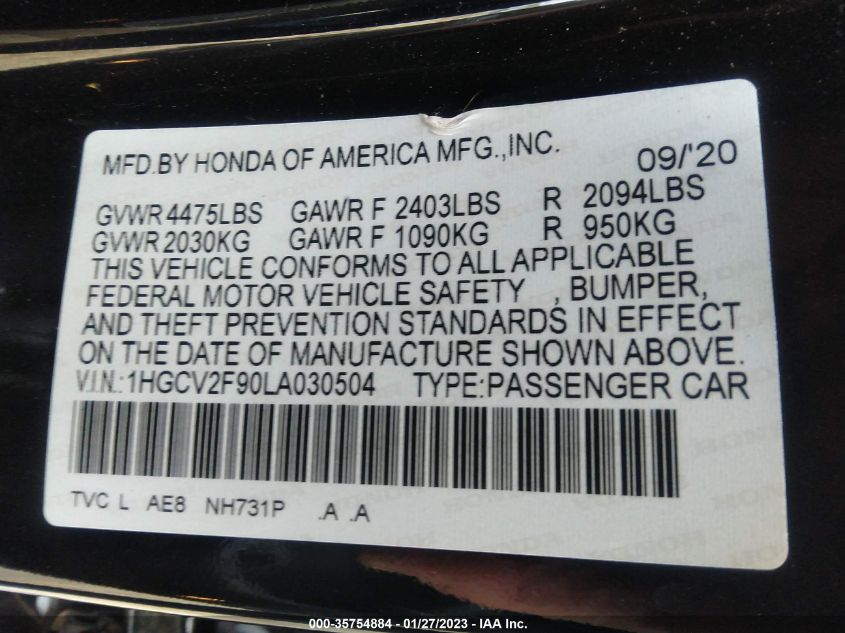 MFD.BY HONDA OF AMERICA MFG.,INC. 09/'20
GVWR 4475LBS GAWR F 2403LBS R 2094LBS
GVWR 2030KG GAWR F 1090KG R 950KG
THIS VEHICLE CONFORMS TO ALL APPLICABLE
FEDERAL MOTOR VEHICLE SAFETY , BUMPER,
AND THEFT PREVENTION STANDARDS IN EFFECT
ON THE DATE OF MANUFACTURE SHOWN ABOVE.
V.I.N.:1HGCV2F90LA030504 TYPE:PASSENGER CAR
TVC L AE8 NH731P .A .A
000-35754884 / 01/27/2023 - IAA Inc.